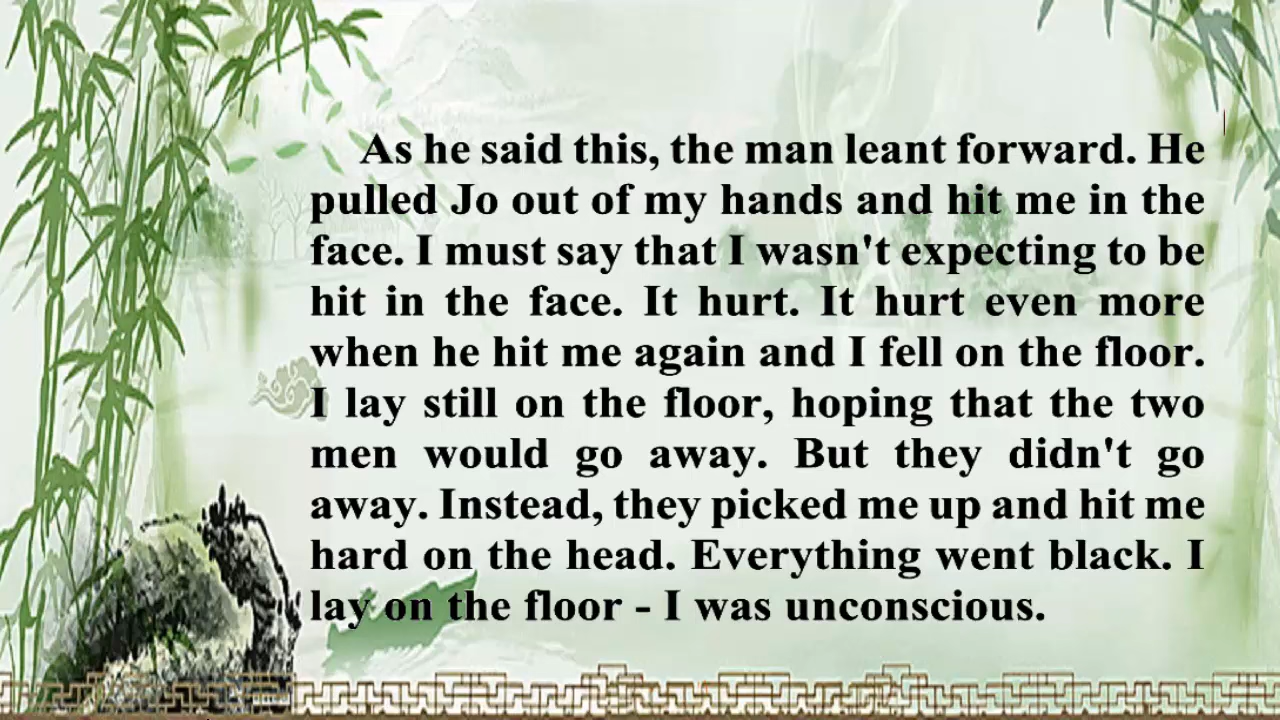 As he said this, the man leant forward. He
pulled Jo out of my hands and hit me in the
face. I must say that I wasn't expecting to be
hit in the face. It hurt. It hurt even more
when he hit me again and I fell on the floor.
I lay still on the floor, hoping that the two
men would go away. But they didn't go
away. Instead, they picked me up and hit me
hard on the head. Everything went black. I
lay on the floor - I was unconscious.